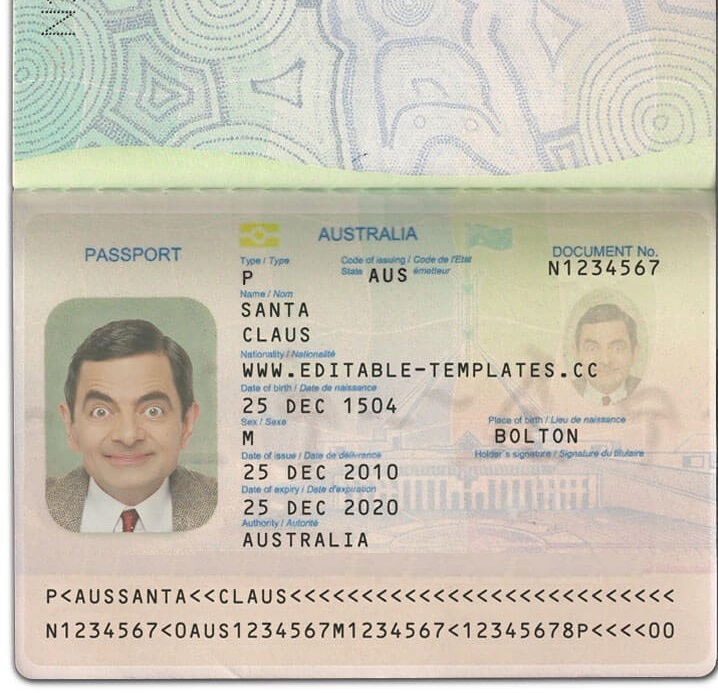 AUSTRALIA
PASSPORT
DOCUMENT No.
Type / Type
Code of issuing / Code de l'Etat
State
émetteur
P
AUS
N1234567
Name / Nom
SANTA
CLAUS
Nationality / Nationalité
WWW.EDITABLE-TEMPLATES.CC
Date of birth / Date de naissance
25 DEC 1504
Sex / Sexe
Place of birth / Lieu de naissance
M
BOLTON
Date of issue / Date de délivrance
Holder's signature / Signature du titulaire
25 DEC 2010
Date of expiry / Date d'expiration
25 DEC 2020
Authority / Autorité
AUSTRALIA
P<AUSSANTA<<CLAUS<<<<<<<<<<<<<<<<<<<<<<<<<<<
N1234567<0AUS1234567M1234567<12345678P<<<<00